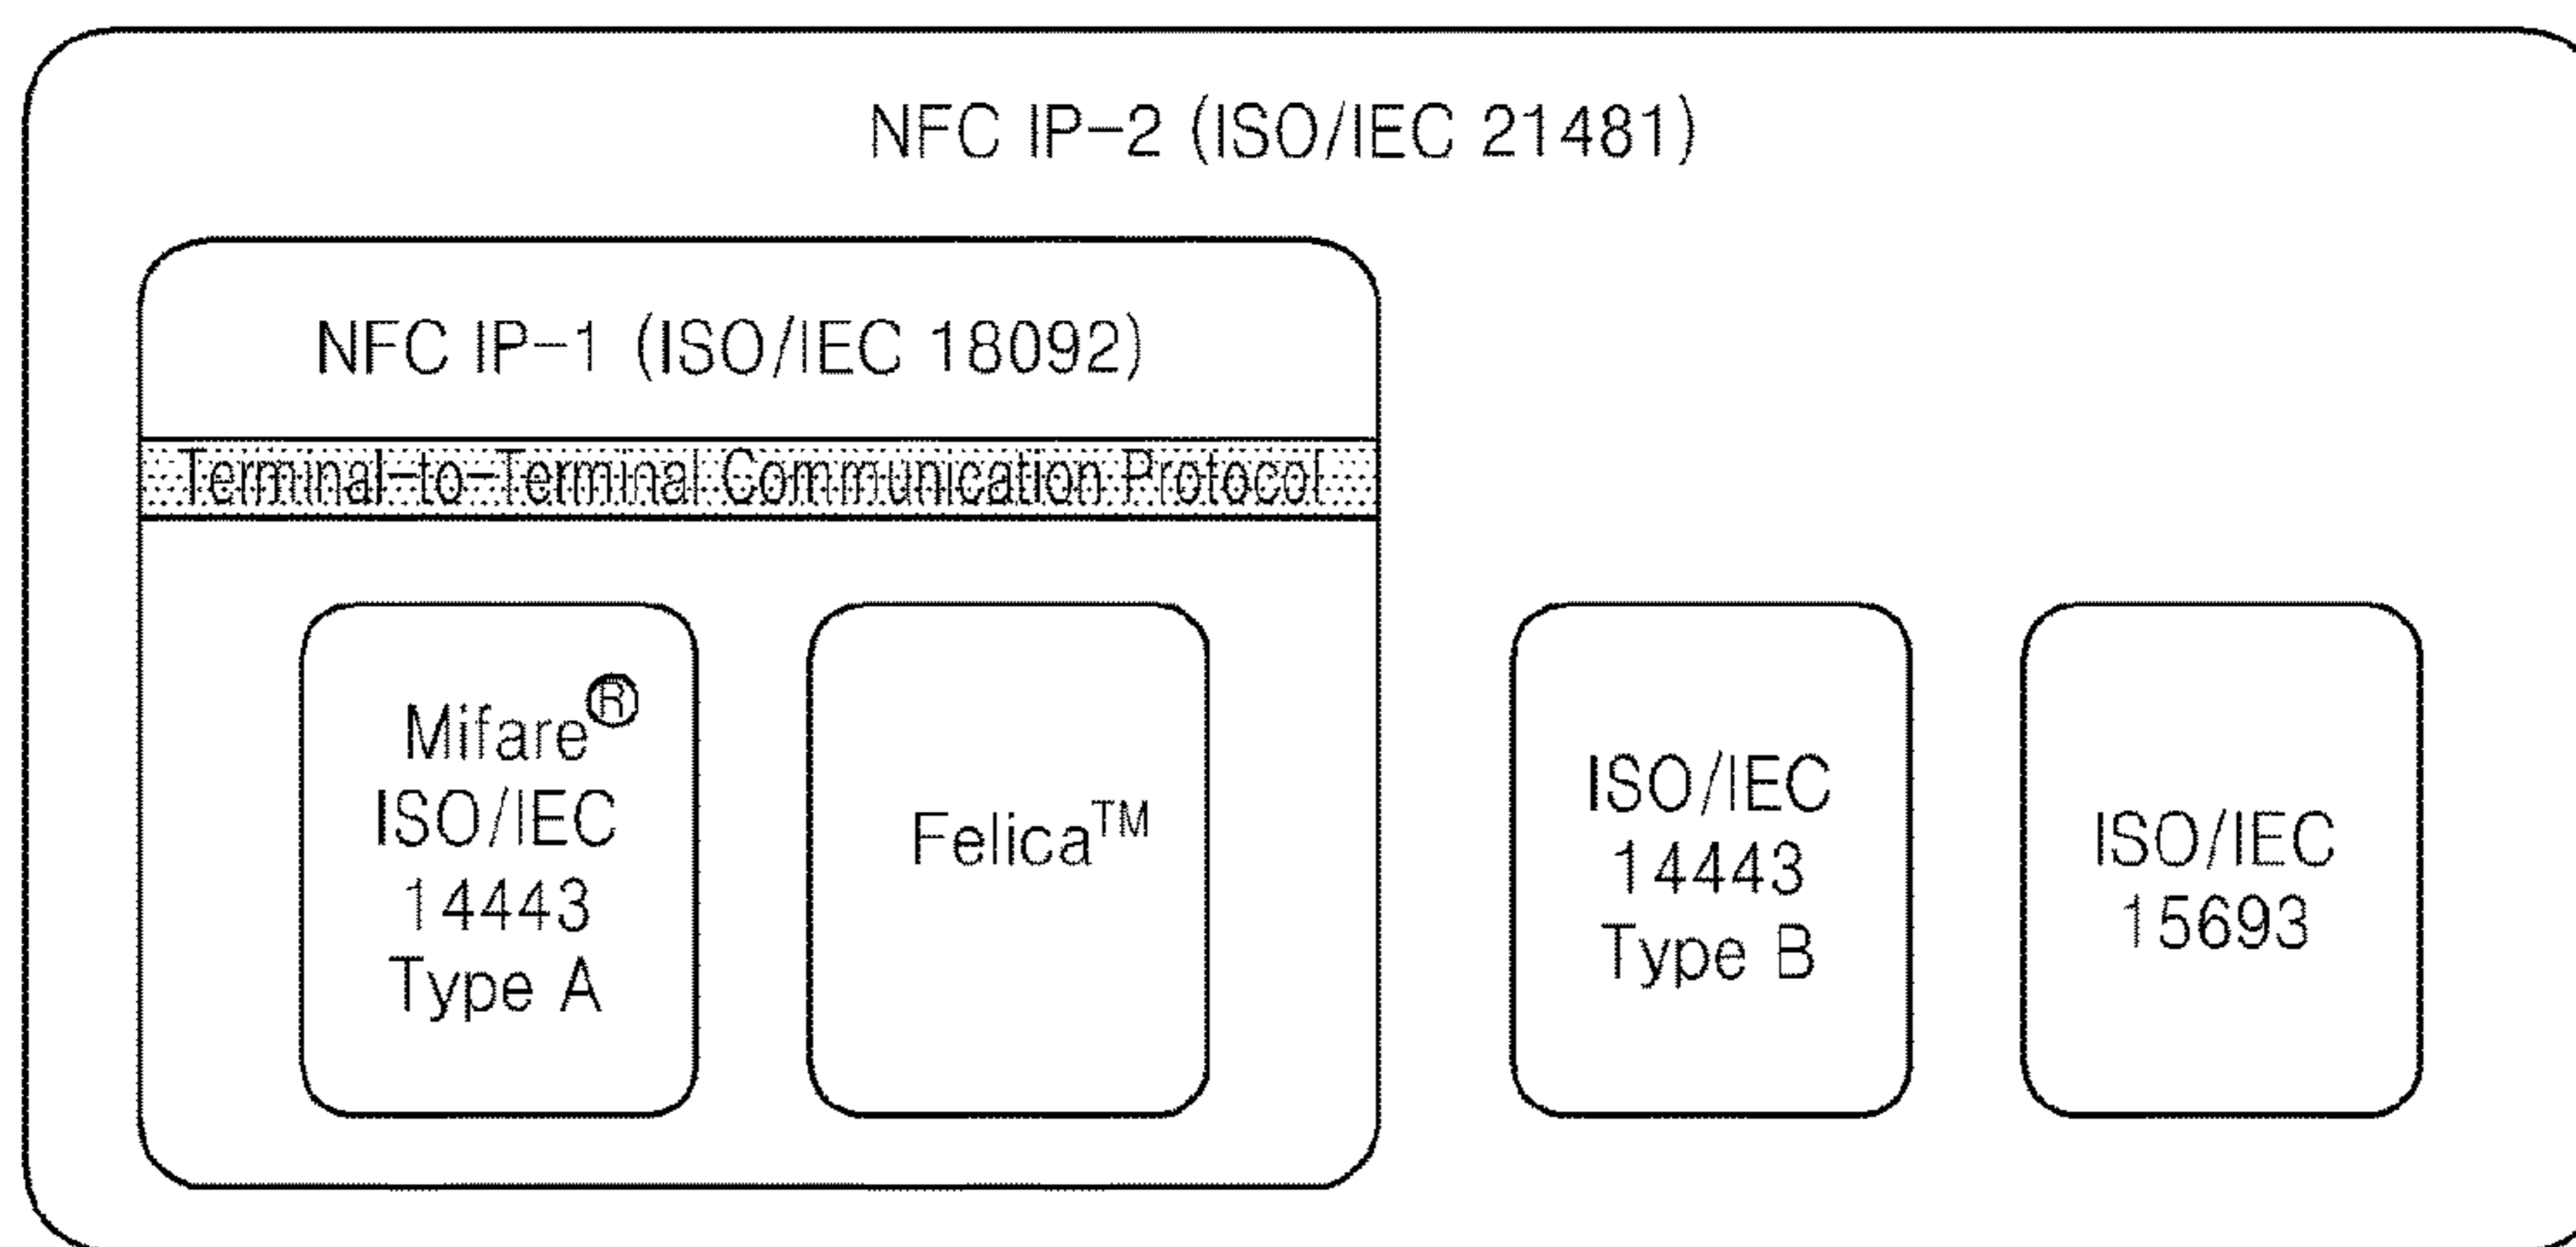 NFC IP-2 (ISO/IEC 21481)
NFC IP-1 (ISO/IEC 18092)
Terminal-to-Terminal Communication Protocol
Mifare®
ISO/IEC
14443
Type A
Felica™
ISO/IEC
14443
Type B
ISO/IEC
15693